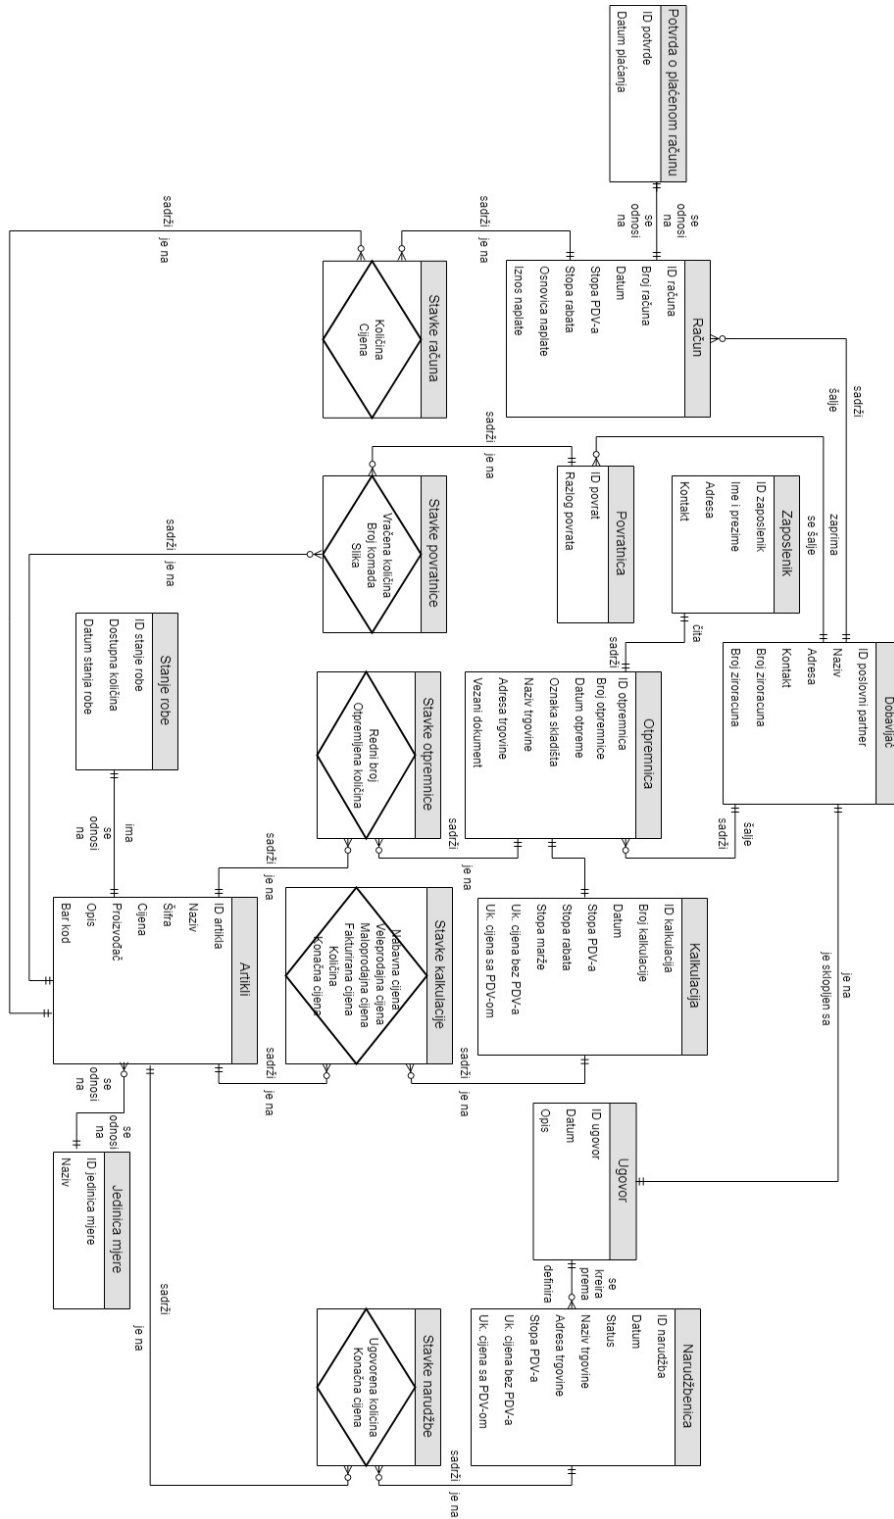 Potvrda o plaćenom računu
ID potvrde
Datum plaćanja
se
odnosi
na
se
odnosi
na
Račun
ID računa
Broj računa
Datum
Stopa PDV-a
Stopa rabata
Osnovica naplate
Iznos naplate
sadrži
je na
Stavke računa
Količina
Cijena
sadrži
je na
sadrži
šalje
Zaposlenik
ID zaposlenik
Ime i prezime
Adresa
Kontakt
Povratnica
ID povrat
Razlog povrata
sadrži
je na
Stavke povratnice
Vraćena količina
Broj komada
Slika
sadrži
je na
zaprima
se šalje
Dobavljač
ID poslovni partner
Naziv
Adresa
Kontakt
Broj ziroracuna
Broj ziroracuna
čita
sadrži
Otpremnica
ID otpremnica
Broj otpremnice
Datum otpreme
Oznaka skladišta
Naziv trgovine
Adresa trgovine
Vezani dokument
šalje
sadrži
Stavke otpremnice
Redni broj
Otpremljena količina
sadrži
je na
sadrži
je na
Stanje robe
ID stanje robe
Dostupna količina
Datum stanja robe
ima
se
odnosi
na
Artikli
ID artikla
Naziv
Šifra
Cijena
Proizvođač
Opis
Bar kod
Kalkulacija
ID kalkulacija
Broj kalkulacije
Datum
Stopa PDV-a
Stopa rabata
Stopa marže
Uk. cijena bez PDV-a
Uk. cijena sa PDV-om
Stavke kalkulacije
Nabavna cijena
Veleprodajna cijena
Maloprodajna cijena
Fakturirana cijena
Količina
Konačna cijena
sadrži
je na
sadrži
je na
je na
je sklopljen sa
Ugovor
ID ugovor
Datum
Opis
se
kreira
prema
definira
se
odnosi
na
se
odnosi
na
Jedinica mjere
ID jedinica mjere
Naziv
sadrži
je na
Narudžbenica
ID narudžba
Datum
Status
Naziv trgovine
Adresa trgovine
Stopa PDV-a
Uk. cijena bez PDV-a
Uk. cijena sa PDV-om
Stavke narudžbe
Ugovorena kolicina
Konačna cijena
sadrži
je na